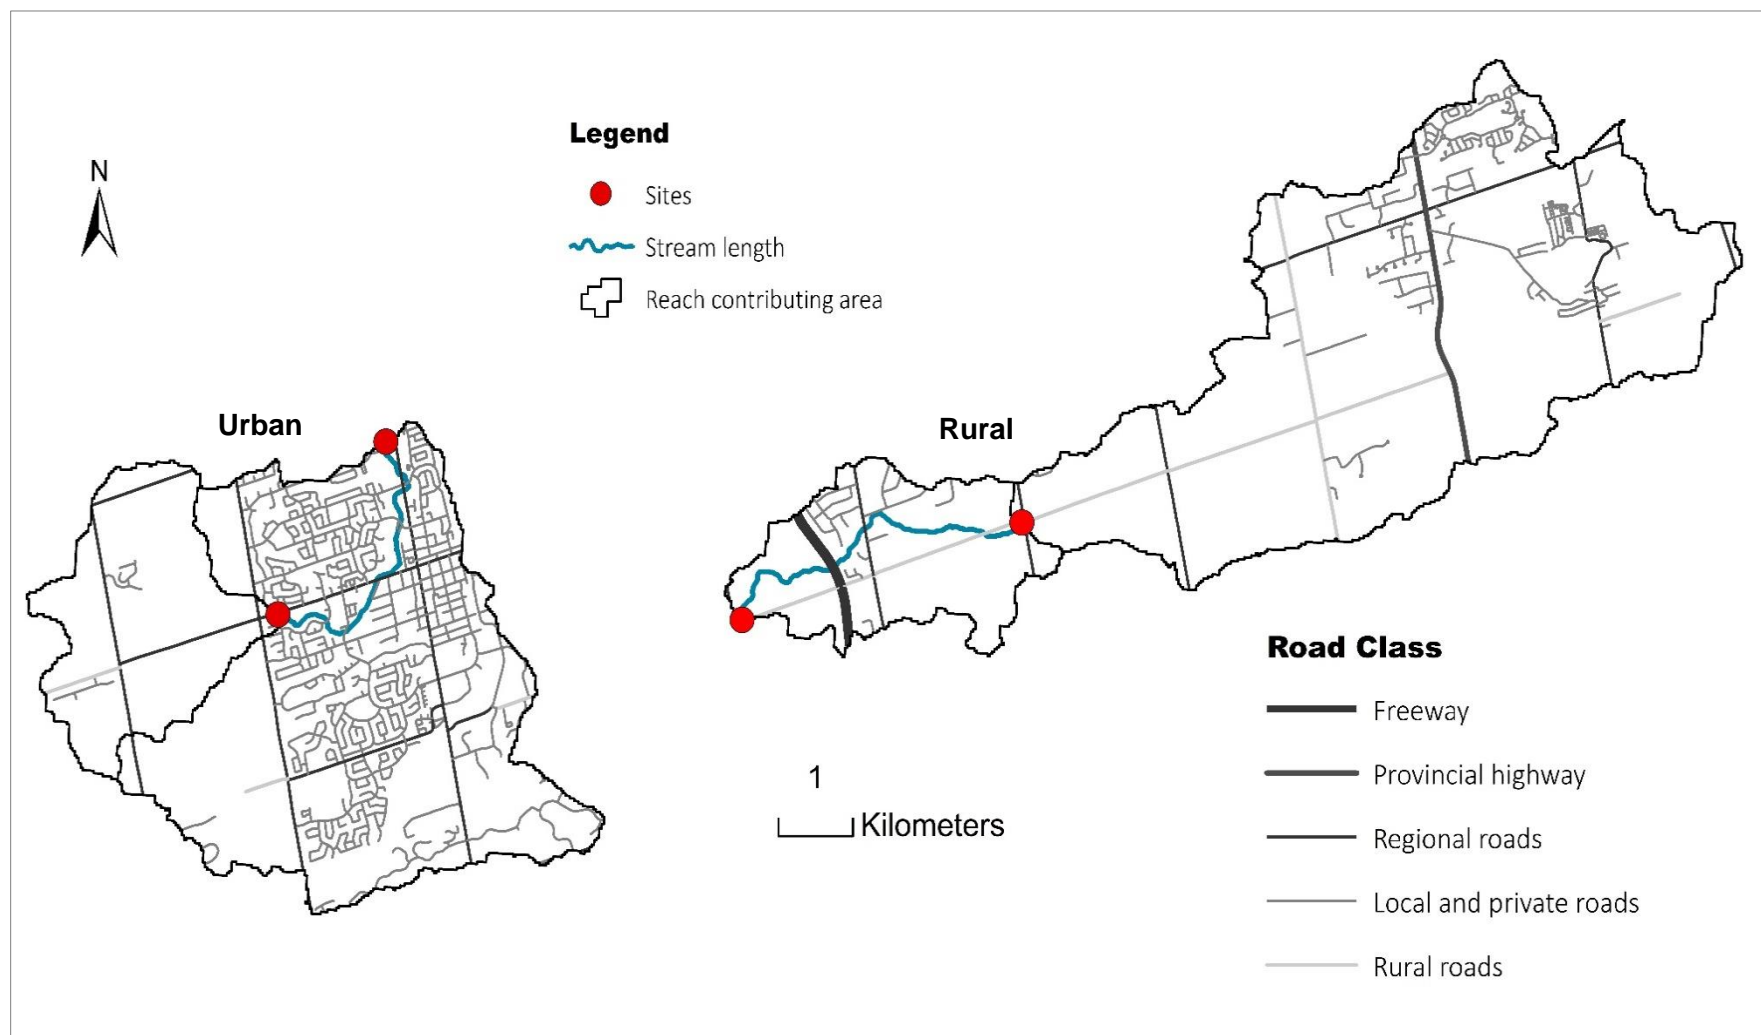 N
Legend
Sites
Stream length
Reach contributing area
Urban
Rural
1
Kilometers
Road Class
Freeway
Provincial highway
Regional roads
Local and private roads
Rural roads